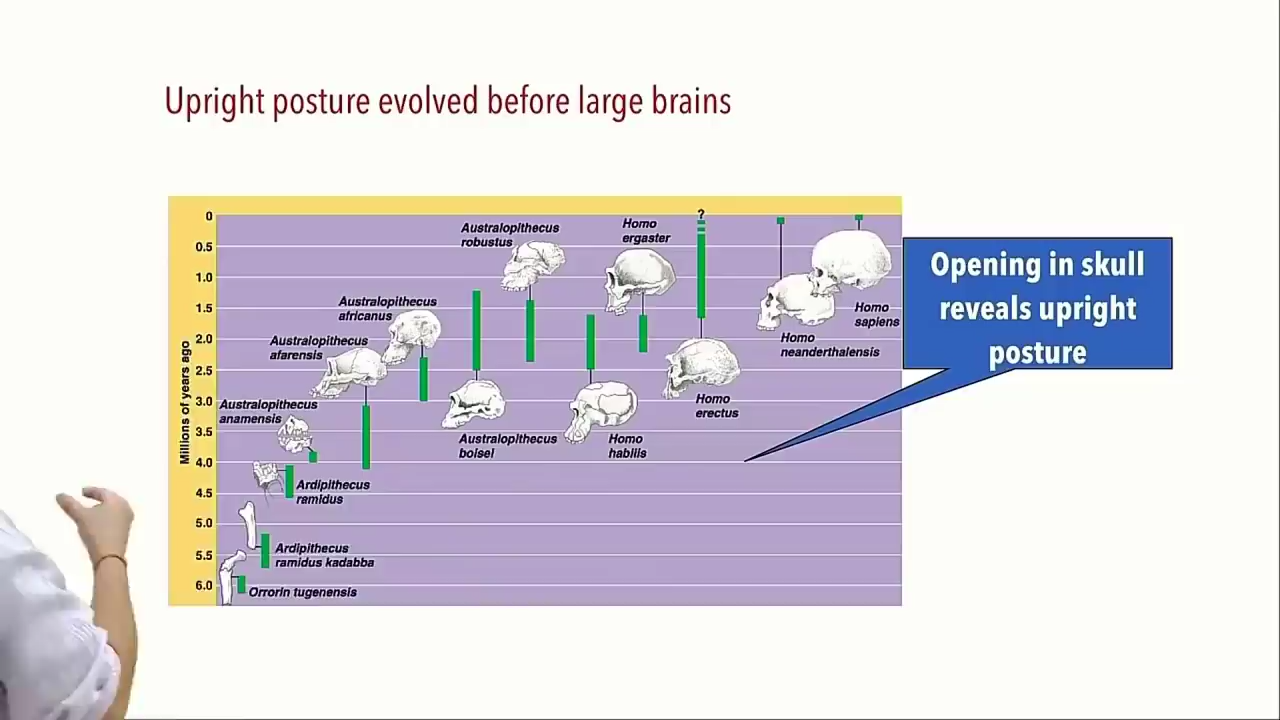 Upright posture evolved before large brains
Millions of years ago
0
0.5
1.0
1.5
2.0
2.5
3.0
3.5
4.0
4.5
5.0
5.5
6.0
Australopithecus
robustus
Homo
ergaster
?
Australopithecus
africanus
Australopithecus
afarensis
Australopithecus
anamensis
Ardipithecus
ramidus
Ardipithecus
ramidus kadabba
Orrorin tugenensis
Australopithecus
boisei
Homo
habilis
Homo
erectus
Homo
neanderthalensis
Homo
sapiens
Opening in skull
reveals upright
posture